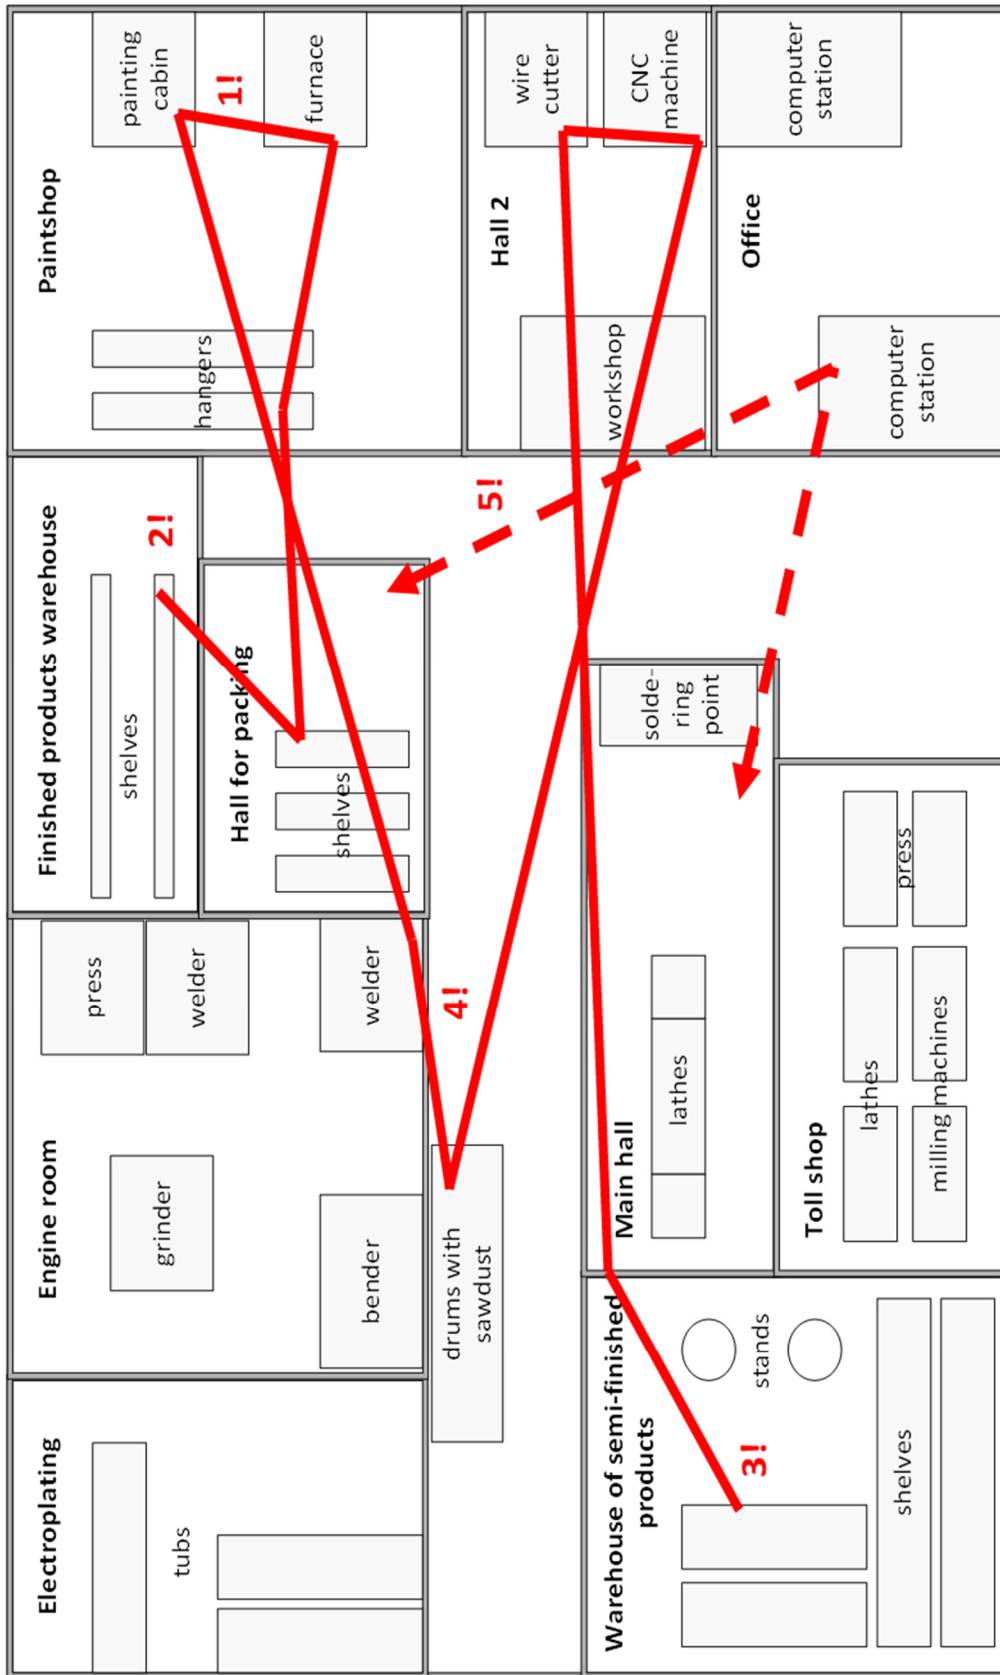 Electroplating
tubs
Engine room
grinder
bender
press
welder
welder
drums with
sawdust
4!
Finished products warehouse
shelves
2!
Hall for packing
shelves
Paintshop
hangers
painting
cabin
1!
furnace
5!
Hall 2
workshop
wire
cutter
CNC
machine
Office
computer
station
computer
station
Warehouse of semi-finished
products
stands
3!
shelves
Main hall
lathes
solde-
ring
point
Toll shop
lathes
milling machines
press